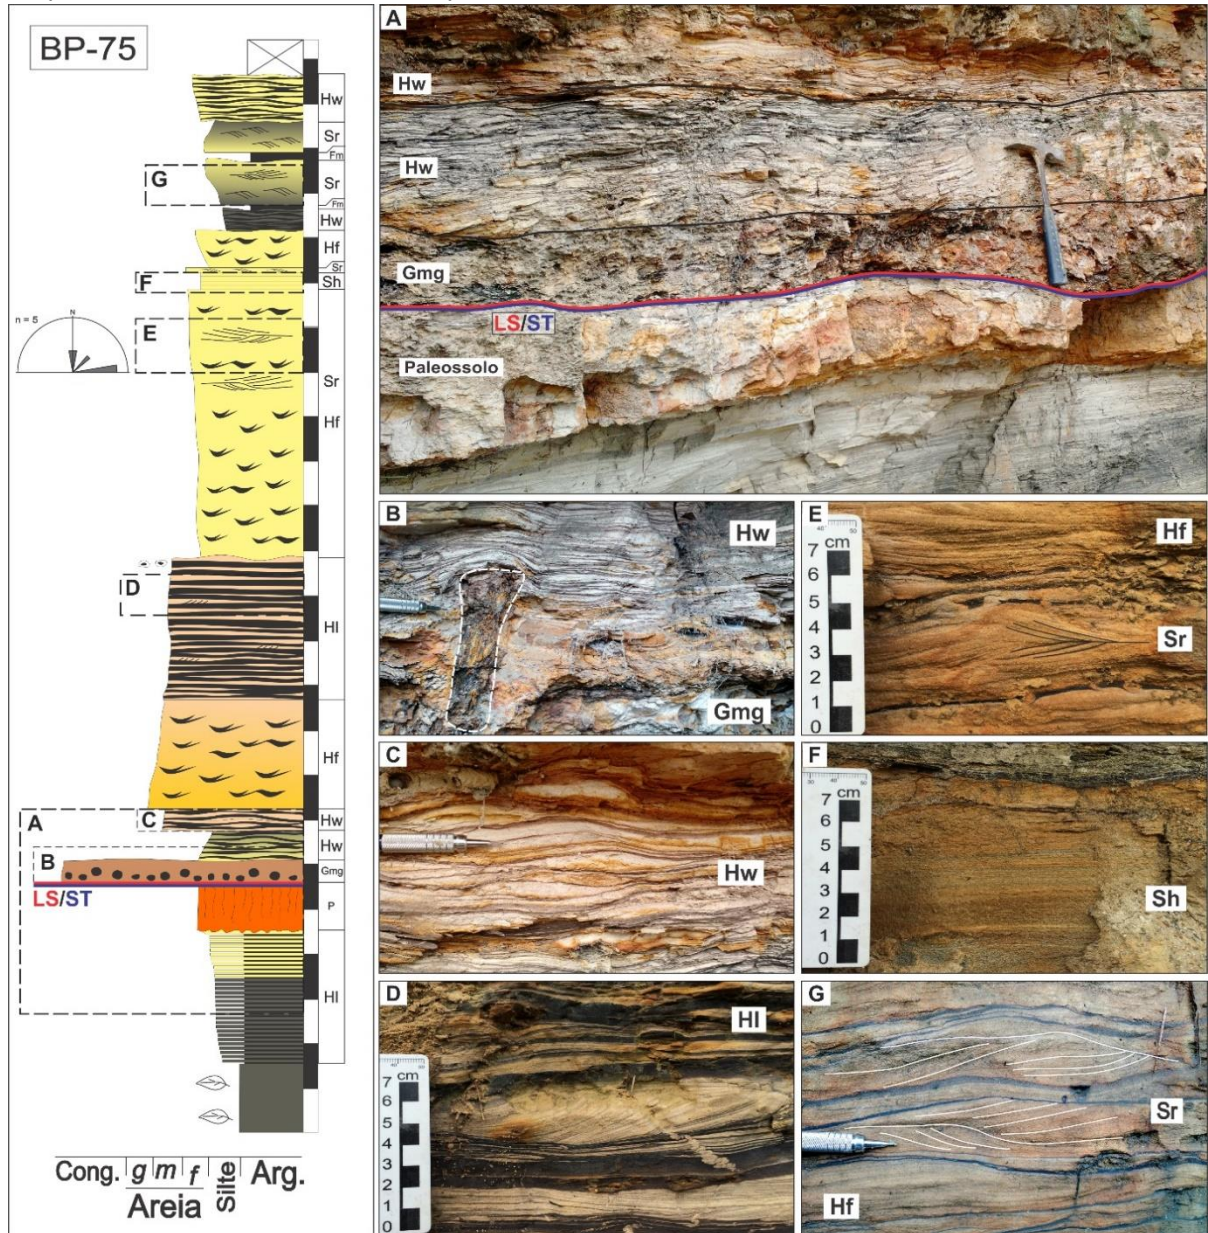 BP-75
Hw
Sr
Fm
G
Sr
Fm
Hw
Hf
Sr
F
Sh
n = 5
N
E
Sr
Hf
D
Hl
Hf
A
C
Hw
B
Hw
Gmg
LS/ST
P
Hl
Cong.
g m f
Areia
Silte
Arg.
A
Hw
Hw
Gmg
LS/ST
Paleossolo
B
Hw
Gmg
C
Hw
D
Hl
cm
7
6
5
4
3
2
1
0
E
Hf
Sr
cm
7
6
5
4
3
2
1
0
F
Sh
cm
7
6
5
4
3
2
1
0
G
Sr
Hf